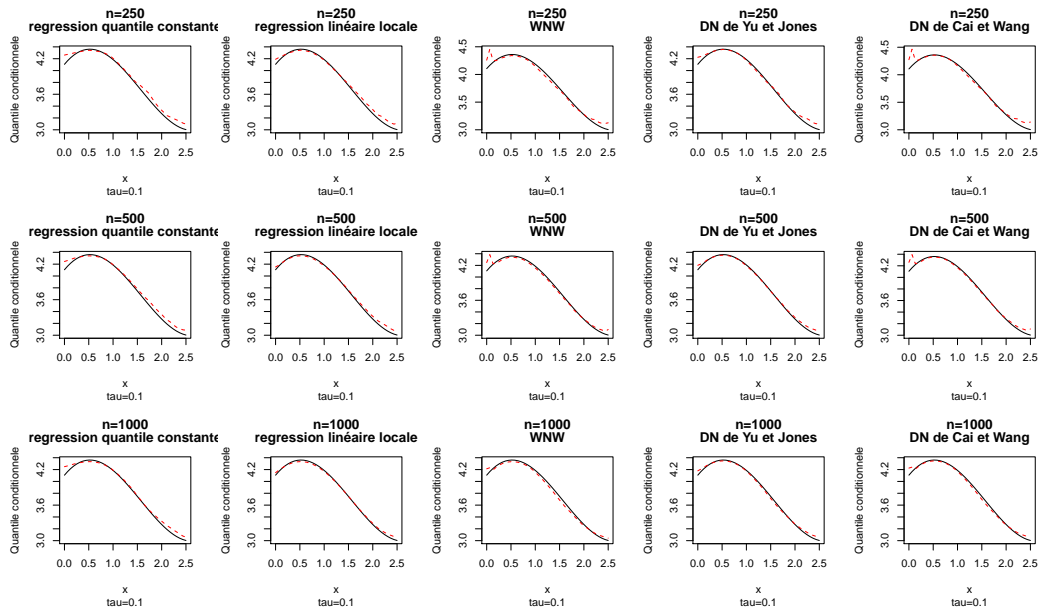 n=250
regression quantile constante
Quantile conditionnele
4.2
3.6
3.0
0.0 0.5 1.0 1.5 2.0 2.5
x
tau=0.1
n=250
regression linéaire locale
Quantile conditionnele
4.2
3.6
3.0
0.0 0.5 1.0 1.5 2.0 2.5
x
tau=0.1
n=250
WNW
Quantile conditionnele
4.5
4.0
3.5
3.0
0.0 0.5 1.0 1.5 2.0 2.5
x
tau=0.1
n=250
DN de Yu et Jones
Quantile conditionnele
4.2
3.6
3.0
0.0 0.5 1.0 1.5 2.0 2.5
x
tau=0.1
n=250
DN de Cai et Wang
Quantile conditionnele
4.5
4.0
3.5
3.0
0.0 0.5 1.0 1.5 2.0 2.5
x
tau=0.1
n=500
regression quantile constante
Quantile conditionnele
4.2
3.6
3.0
0.0 0.5 1.0 1.5 2.0 2.5
x
tau=0.1
n=500
regression linéaire locale
Quantile conditionnele
4.2
3.6
3.0
0.0 0.5 1.0 1.5 2.0 2.5
x
tau=0.1
n=500
WNW
Quantile conditionnele
4.2
3.6
3.0
0.0 0.5 1.0 1.5 2.0 2.5
x
tau=0.1
n=500
DN de Yu et Jones
Quantile conditionnele
4.2
3.6
3.0
0.0 0.5 1.0 1.5 2.0 2.5
x
tau=0.1
n=500
DN de Cai et Wang
Quantile conditionnele
4.2
3.6
3.0
0.0 0.5 1.0 1.5 2.0 2.5
x
tau=0.1
n=1000
regression quantile constante
Quantile conditionnele
4.2
3.6
3.0
0.0 0.5 1.0 1.5 2.0 2.5
x
tau=0.1
n=1000
regression linéaire locale
Quantile conditionnele
4.2
3.6
3.0
0.0 0.5 1.0 1.5 2.0 2.5
x
tau=0.1
n=1000
WNW
Quantile conditionnele
4.2
3.6
3.0
0.0 0.5 1.0 1.5 2.0 2.5
x
tau=0.1
n=1000
DN de Yu et Jones
Quantile conditionnele
4.2
3.6
3.0
0.0 0.5 1.0 1.5 2.0 2.5
x
tau=0.1
n=1000
DN de Cai et Wang
Quantile conditionnele
4.2
3.6
3.0
0.0 0.5 1.0 1.5 2.0 2.5
x
tau=0.1